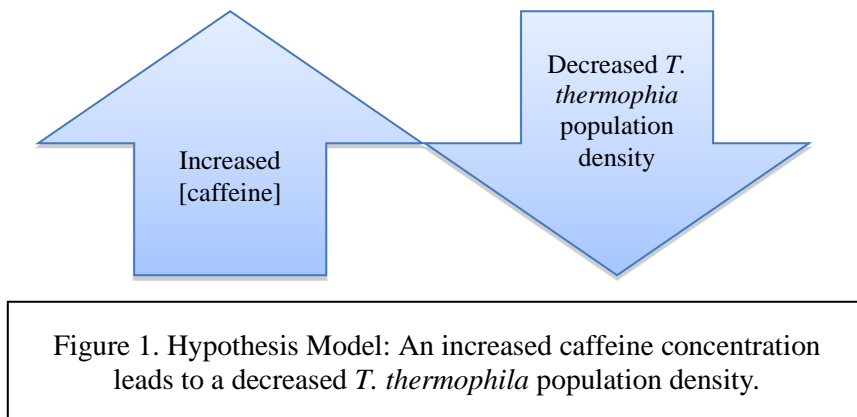 Increased
[caffeine]
Decreased T.
thermophia
population
density
Figure 1. Hypothesis Model: An increased caffeine concentration
leads to a decreased T. thermophila population density.